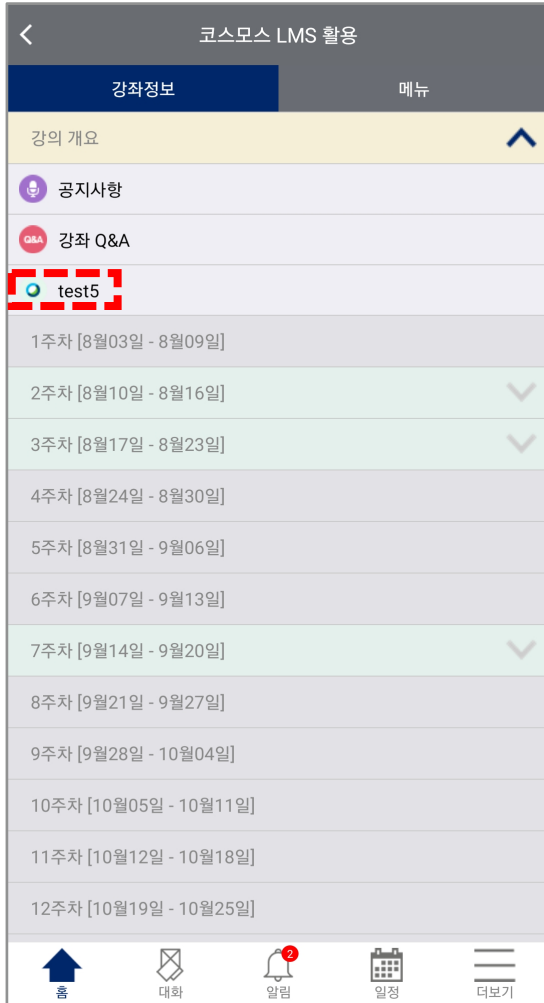 코스모스 LMS 활용
강좌정보 메뉴
강의 개요
공지사항
Q&A 강좌 Q&A
test5
1주차 [8월03일 - 8월09일]
2주차 [8월10일 - 8월16일]
3주차 [8월17일 - 8월23일]
4주차 [8월24일 - 8월30일]
5주차 [8월31일 - 9월06일]
6주차 [9월07일 - 9월13일]
7주차 [9월14일 - 9월20일]
8주차 [9월21일 - 9월27일]
9주차 [9월28일 - 10월04일]
10주차 [10월05일 - 10월11일]
11주차 [10월12일 - 10월18일]
12주차 [10월19일 - 10월25일]
2
홈 대화 알림 일정 더보기